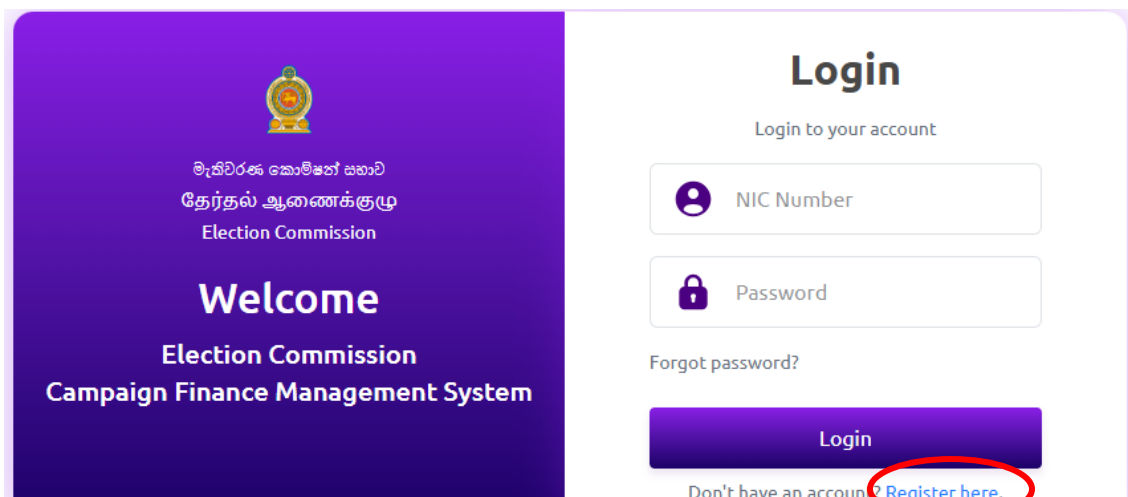 මැතිවරණ කොමිෂන් සභාව
தேர்தல் ஆணைக்குழு
Election Commission
Welcome
Election Commission
Campaign Finance Management System
Login
Login to your account
NIC Number
Password
Forgot password?
Login
Don't have an account? Register here.